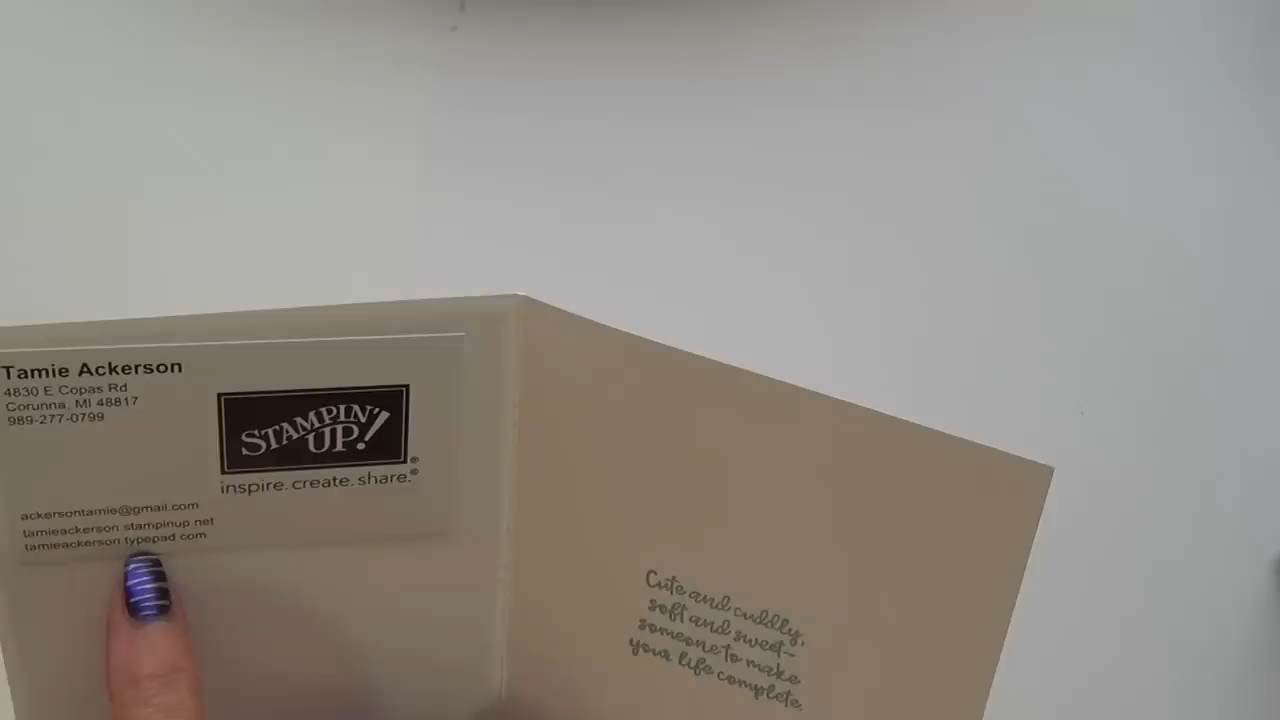 Tamie Ackerson
4830 E Copas Rd
Corunna, MI 48817
989-277-0799
STAMPIN'
UP!®
inspire.create.share.®
ackersontamie@gmail.com
tamieackerson.stampinup.net
tamieackerson.typepad.com
Cute and cuddly,
soft and sweet~
someone to make
your life complete.